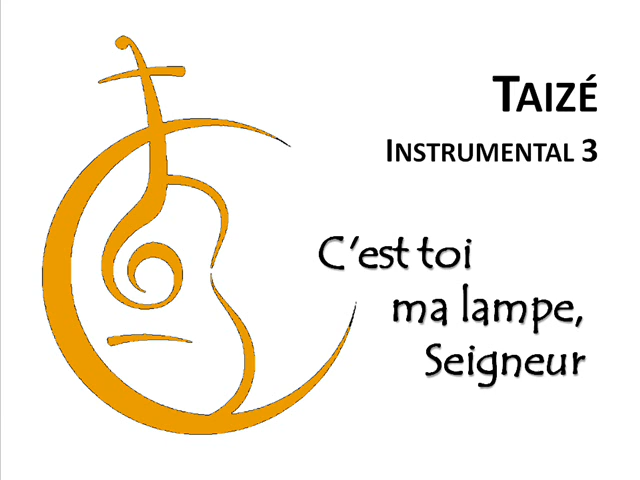 TAIZÉ
INSTRUMENTAL 3
C'est toi
ma lampe,
Seigneur